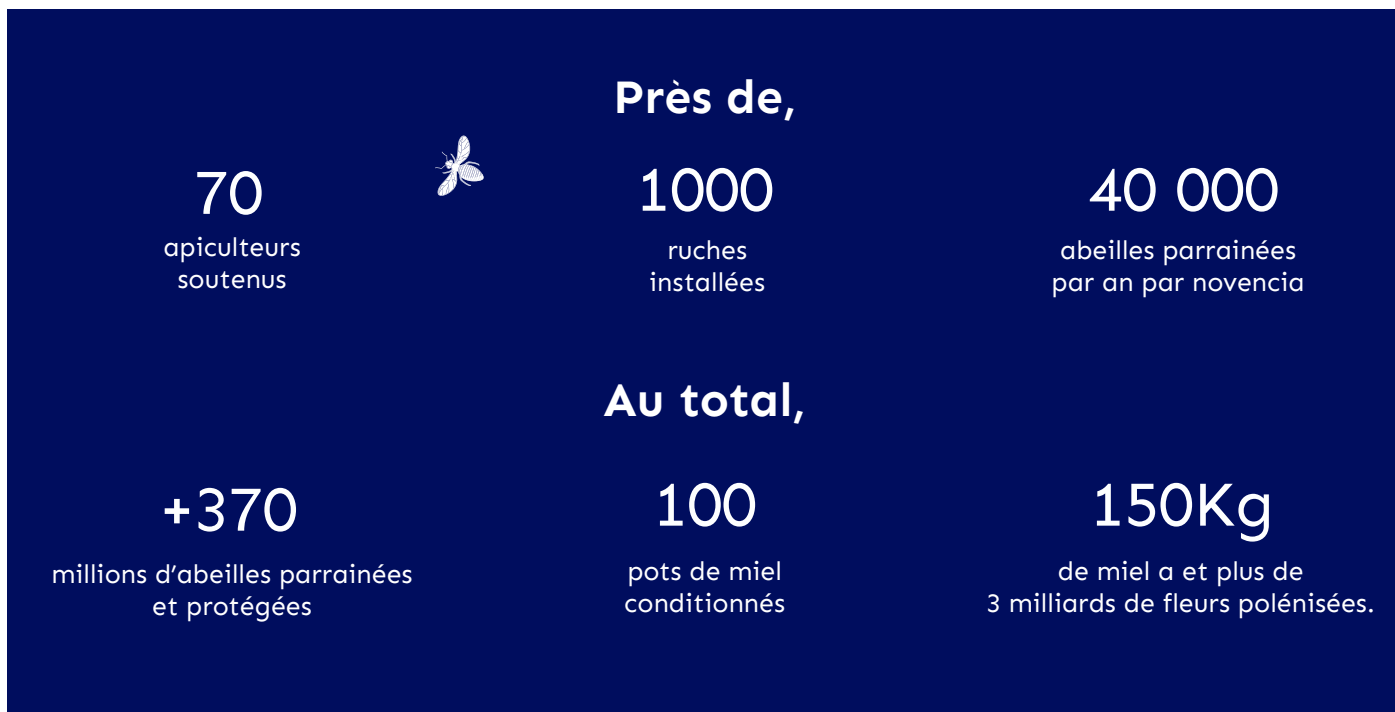 Près de,
70
apiculteurs
soutenus
1000
ruches
installées
40 000
abeilles parrainées
par an par novencia
Au total,
+370
millions d’abeilles parrainées
et protégées
100
pots de miel
conditionnés
150Kg
de miel a et plus de
3 milliards de fleurs polénisées.